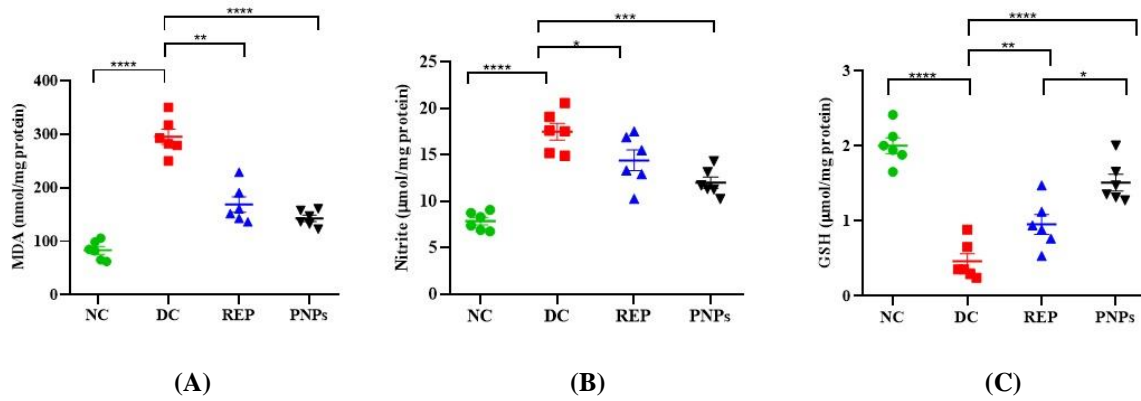 ****
**
****
400
300
200
100
0
MDA (nmol/mg protein)
NC DC REP PNPs
(A)
***
*
****
25
20
15
10
5
0
Nitrite (µmol/mg protein)
NC DC REP PNPs
(B)
****
**
****
*
3
2
1
0
GSH (µmol/mg protein)
NC DC REP PNPs
(C)